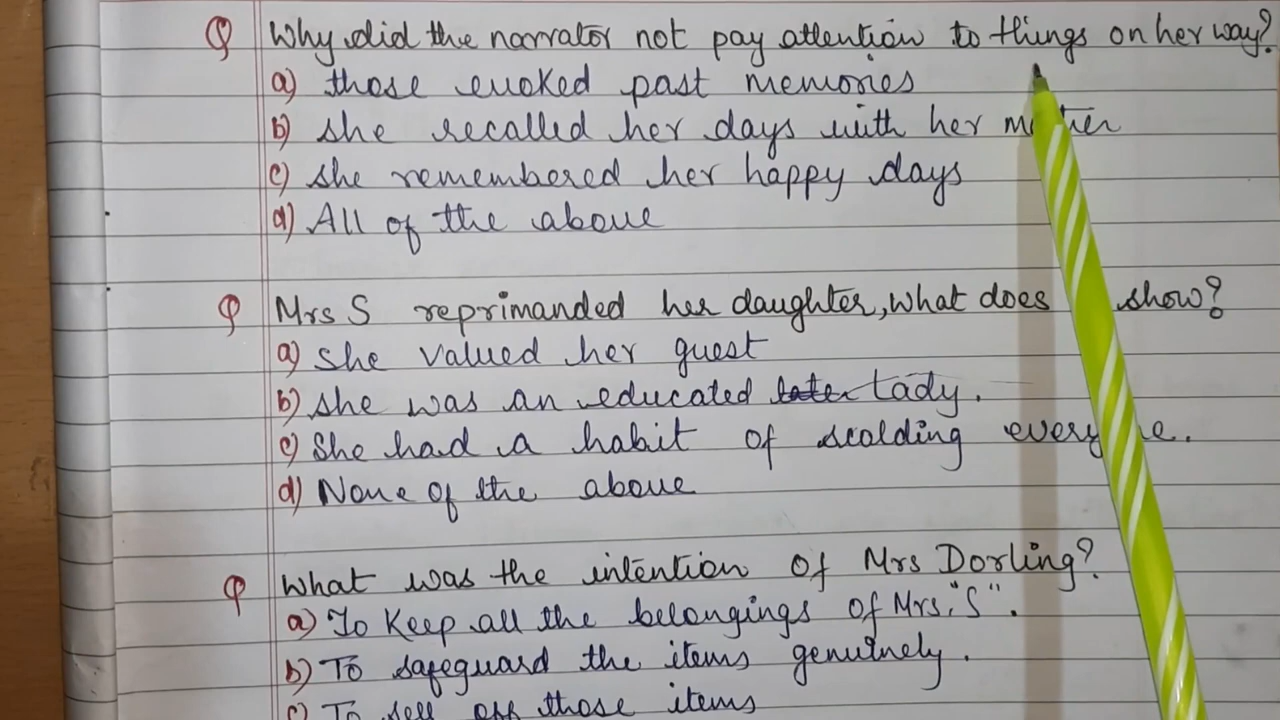 Q Why did the narrator not pay attention to things on her way?
a) those evoked past memories
b) she recalled her days with her
c) she remembered her happy days
d) All of the above
Q Mrs S reprimanded her daughter, what does show?
a) she valued her guest
b) she was an educated lady.
c) She had a habit of scolding
d) None of the above
Q What was the intention of Mrs Dorling?
a) To Keep all the belongings of Mrs. "S".
b) To safeguard the items genuinely.
c) To sell off those items